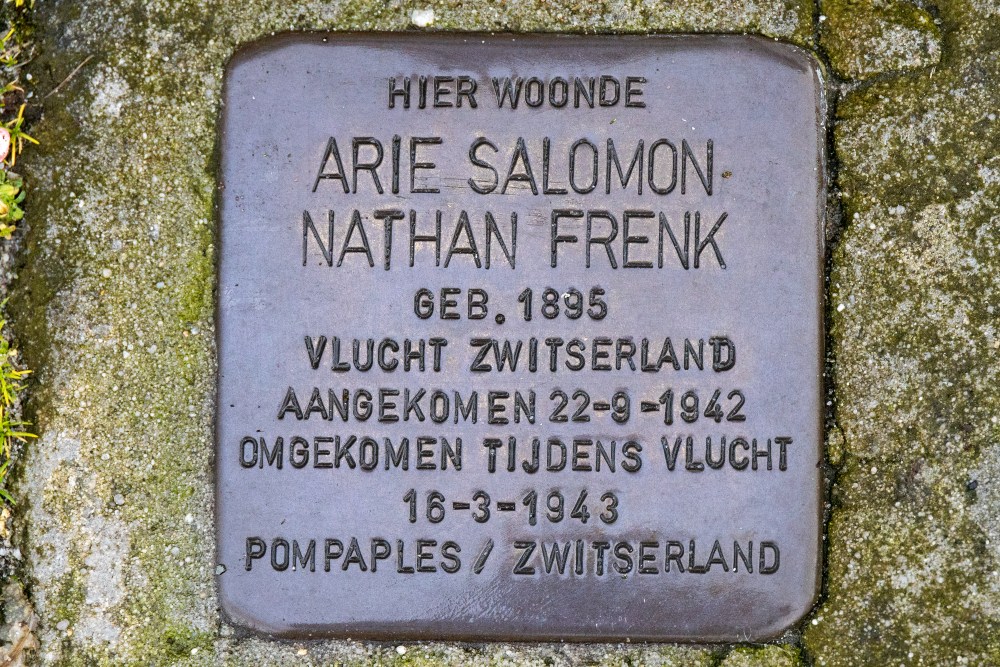 HIER WOONDE
ARIE SALOMON
NATHAN FRENK
GEB. 1895
VLUCHT ZWITSERLAND
AANGEKOMEN 22-9-1942
OMGEKOMEN TIJDENS VLUCHT
16-3-1943
POMPAPLES / ZWITSERLAND